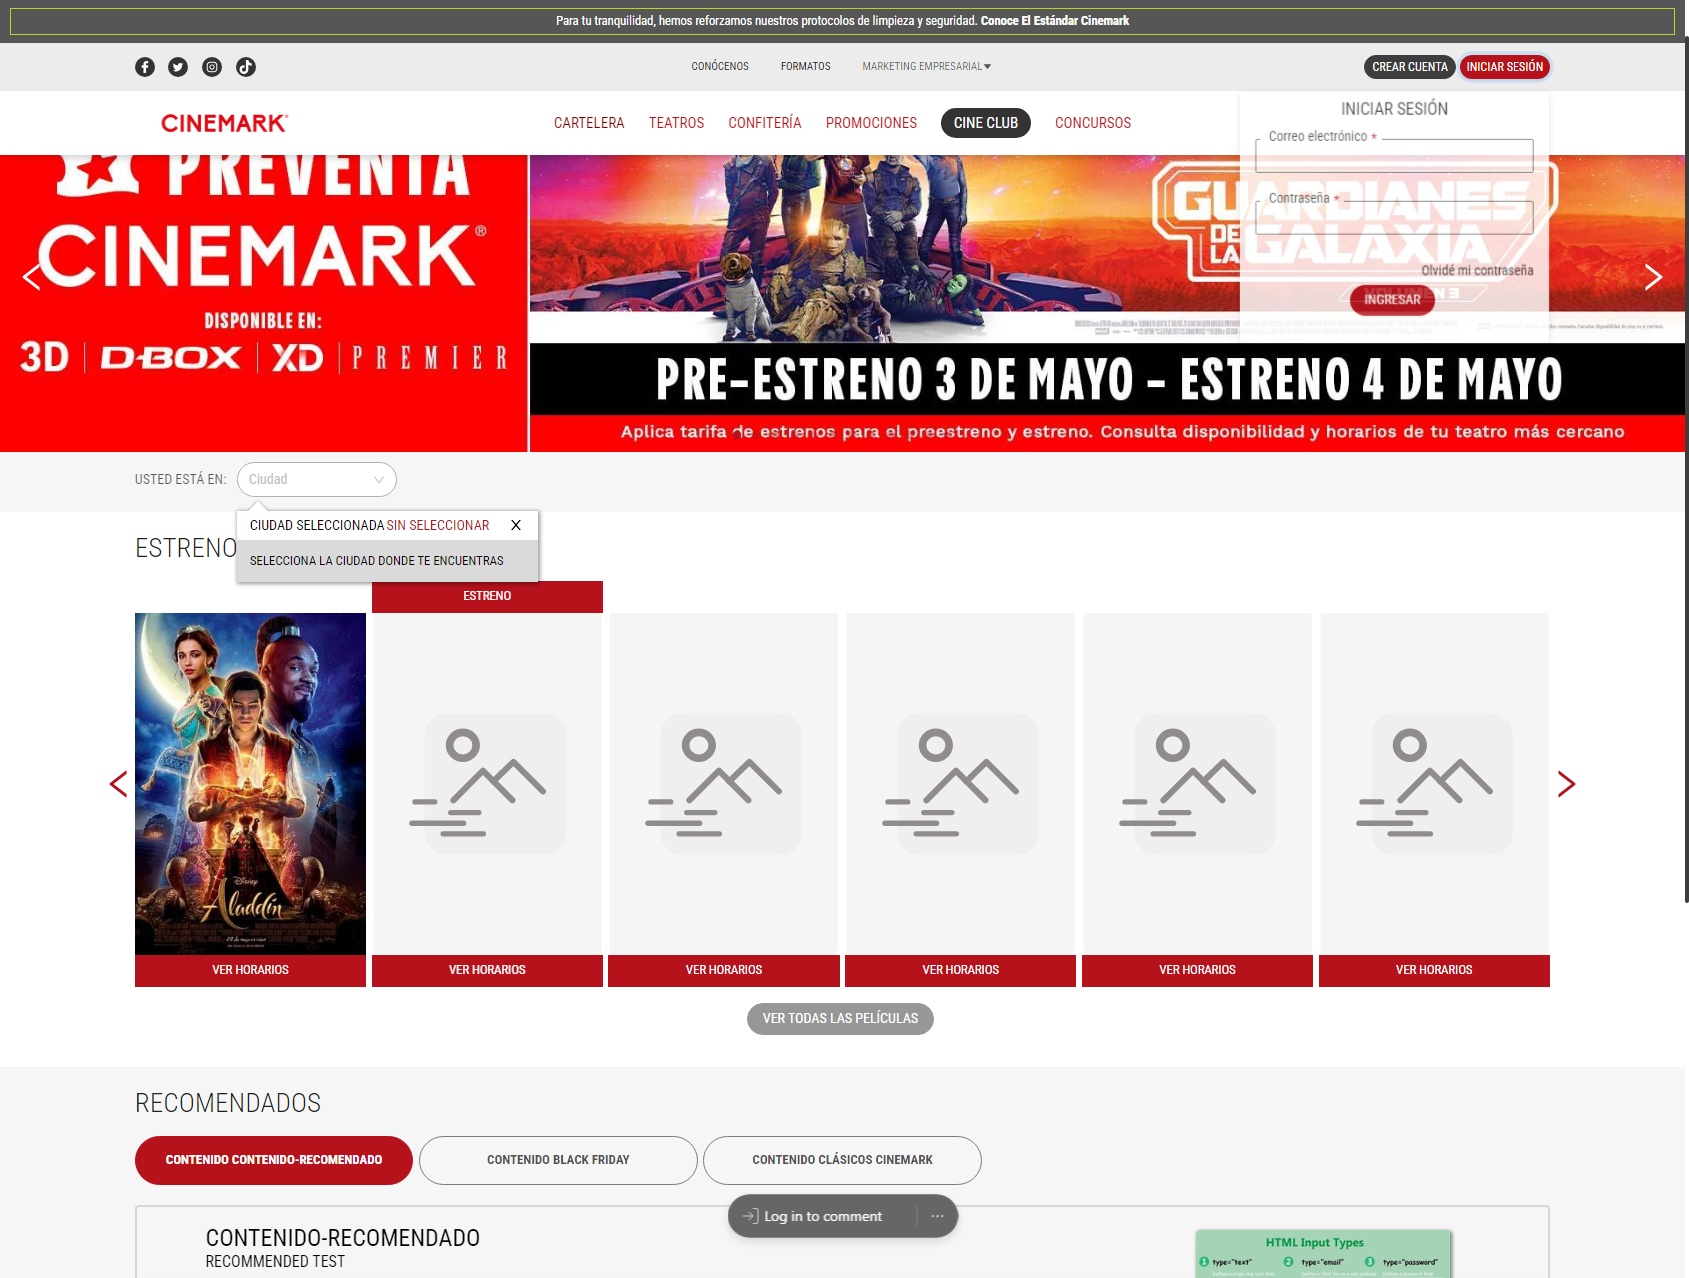 Para tu tranquilidad, hemos reforzamos nuestros protocolos de limpieza y seguridad. Conoce El Estándar Cinemark
CONÓCENOS FORMATOS MARKETING EMPRESARIAL
CREAR CUENTA INICIAR SESIÓN
CINEMARK
CARTELERA TEATROS CONFITERÍA PROMOCIONES CINE CLUB CONCURSOS
INICIAR SESIÓN
Correo electrónico *
Contraseña *
Olvidé mi contraseña
INGRESAR
PREVENTA
CINEMARK®
DISPONIBLE EN:
3D D-BOX XD PREMIER
GUARDIANES
DE LA GALAXIA
VOLUMEN 3
PRE-ESTRENO 3 DE MAYO - ESTRENO 4 DE MAYO
Aplica tarifa de estrenos para el preestreno y estreno. Consulta disponibilidad y horarios de tu teatro más cercano
USTED ESTÁ EN: Ciudad
CIUDAD SELECCIONADA SIN SELECCIONAR X
SELECCIONA LA CIUDAD DONDE TE ENCUENTRAS
ESTRENO
ESTRENO
Disney
Aladdin
VER HORARIOS VER HORARIOS VER HORARIOS VER HORARIOS VER HORARIOS VER HORARIOS
VER TODAS LAS PELÍCULAS
RECOMENDADOS
CONTENIDO CONTENIDO-RECOMENDADO CONTENIDO BLACK FRIDAY CONTENIDO CLÁSICOS CINEMARK
Log in to comment ...
CONTENIDO-RECOMENDADO
RECOMMENDED TEST
HTML Input Types
1 type="text" 2 type="email" 3 type="password"